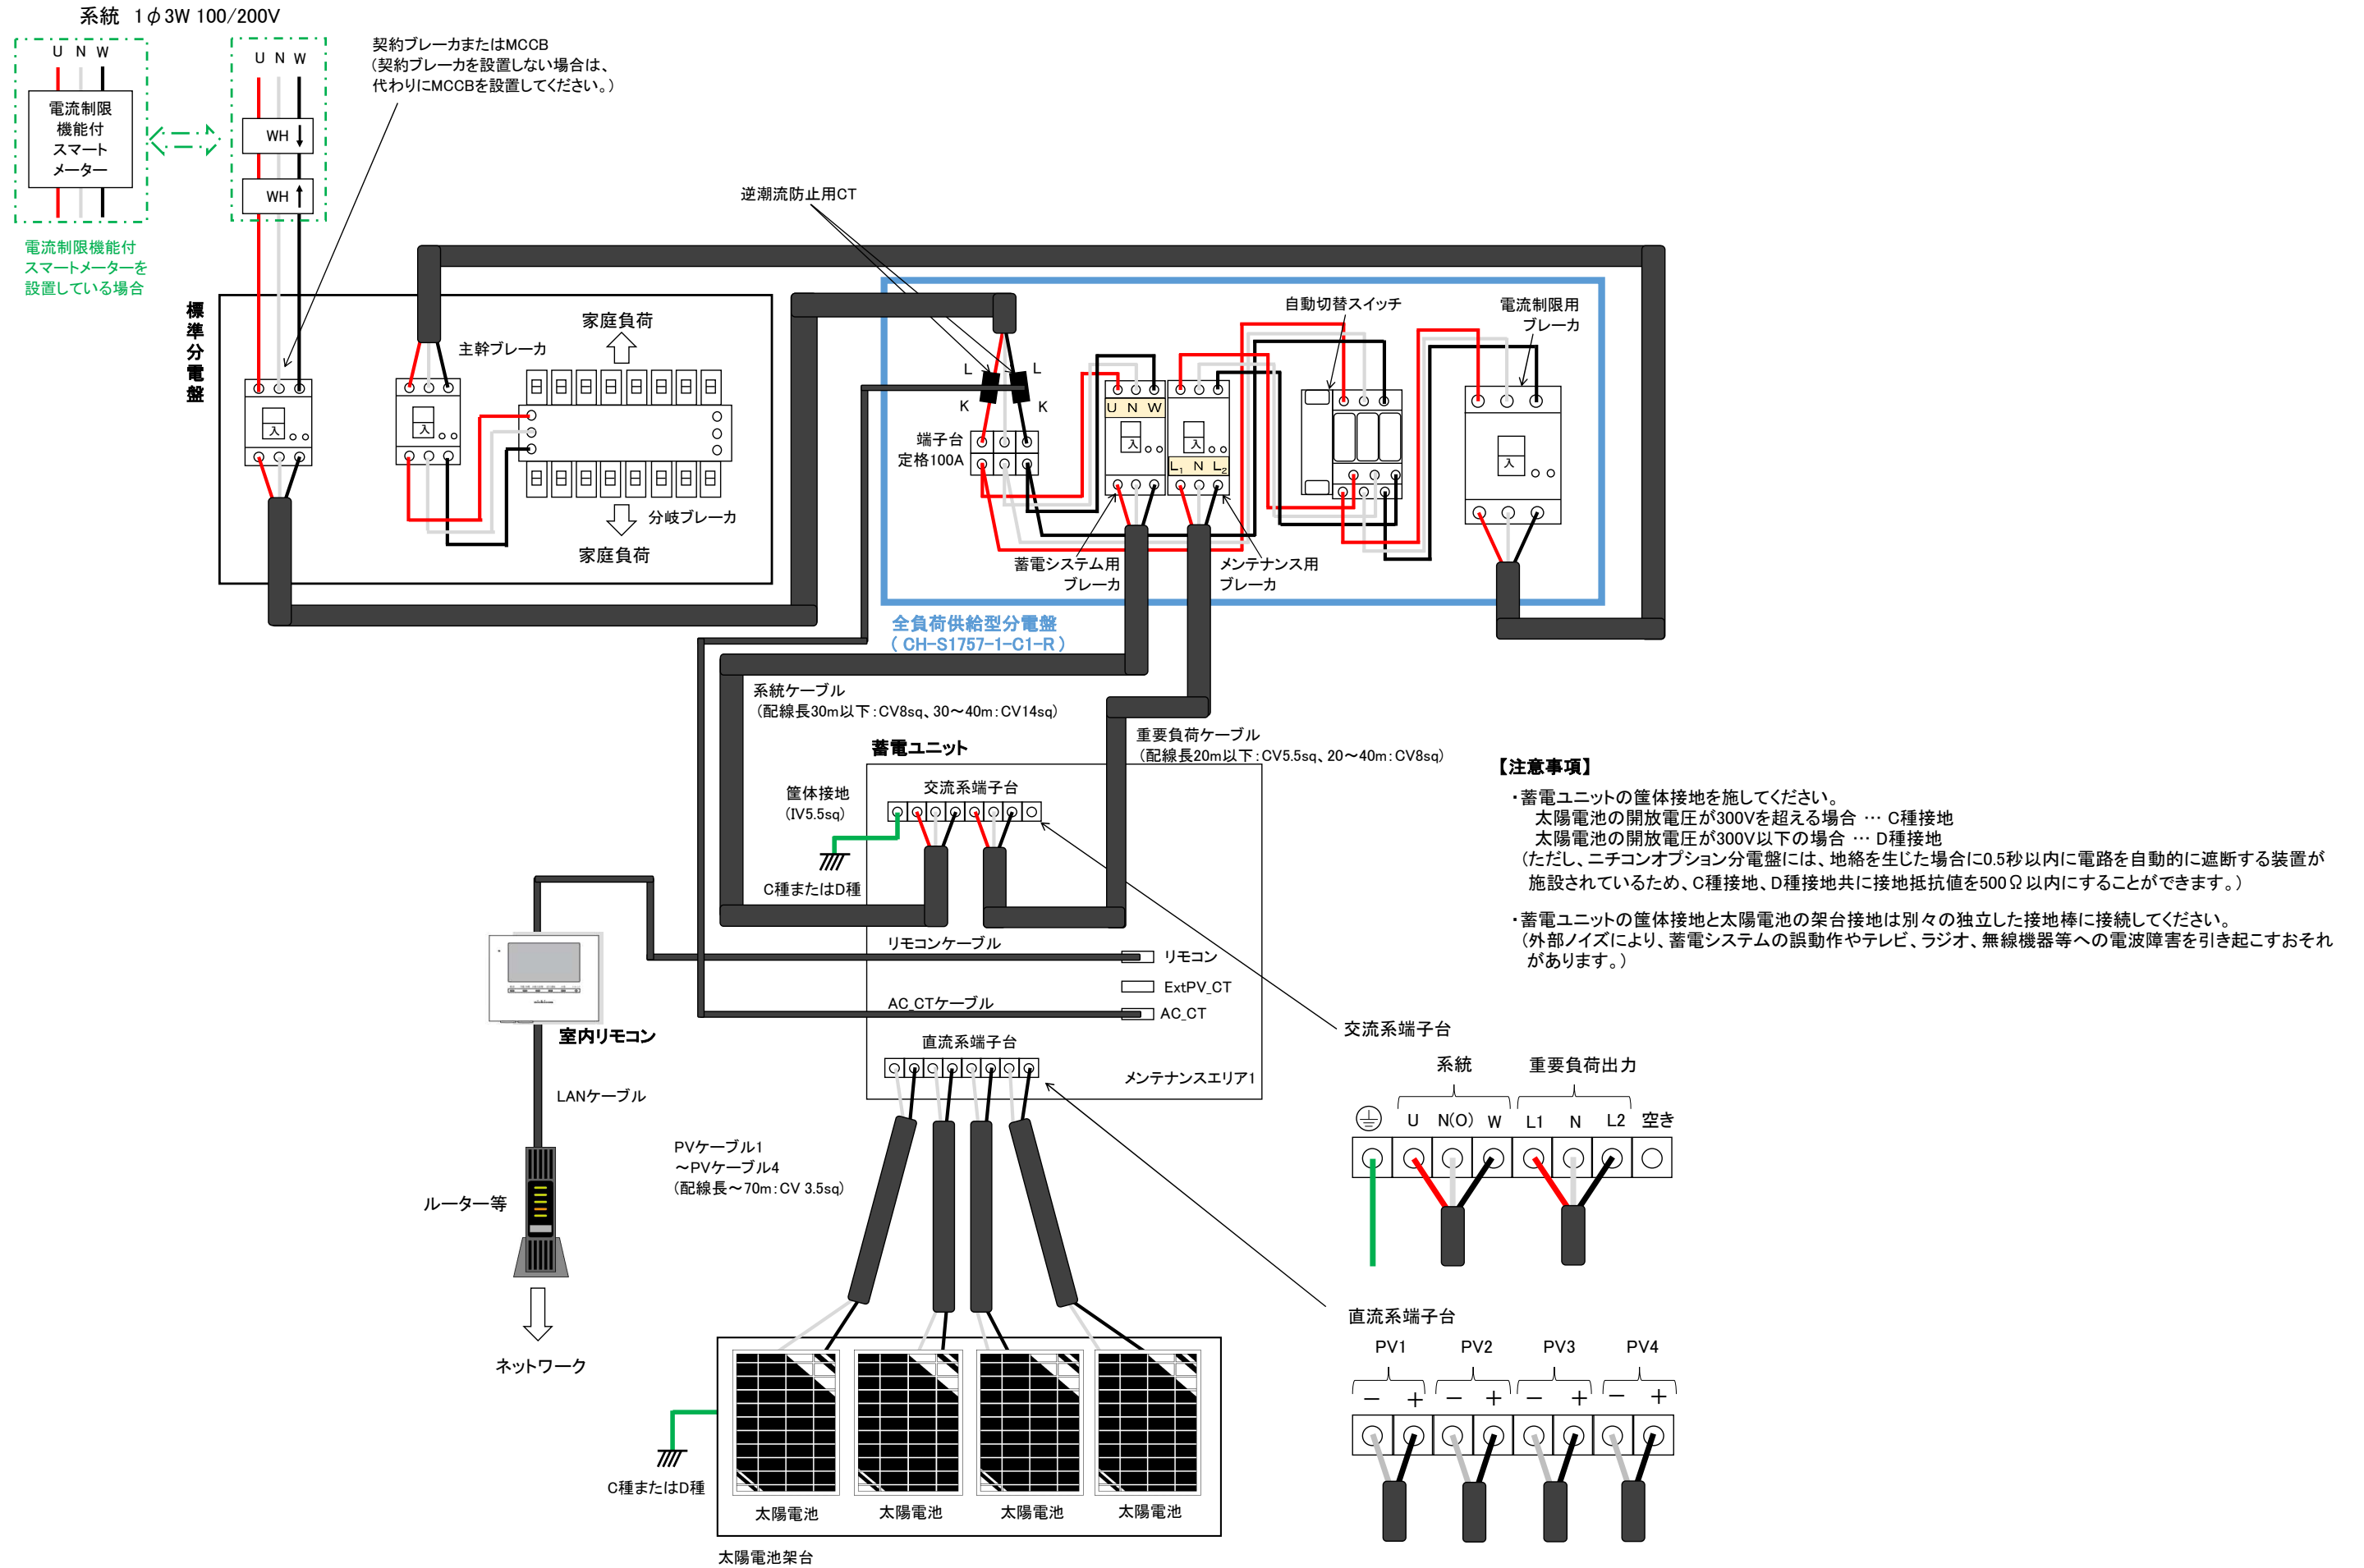 系統 1φ3W 100/200V
U N W
電流制限
機能付
スマート
メーター
U N W
WH
WH
電流制限機能付
スマートメーターを
設置している場合
契約ブレーカまたはMCCB
(契約ブレーカを設置しない場合は、
代わりにMCCBを設置してください。)
逆潮流防止用CT
標準分電盤
主幹ブレーカ
家庭負荷
入
入
分岐ブレーカ
家庭負荷
L L
K K
端子台
定格100A
自動切替スイッチ
電流制限用
ブレーカ
U N W
入
入
L1 N L2
入
蓄電システム用
ブレーカ
メンテナンス用
ブレーカ
全負荷供給型分電盤
( CH-S1757-1-C1-R )
系統ケーブル
(配線長30m以下:CV8sq、30～40m:CV14sq)
重要負荷ケーブル
(配線長20m以下:CV5.5sq、20～40m:CV8sq)
蓄電ユニット
筐体接地
(IV5.5sq)
交流系端子台
C種またはD種
リモコンケーブル
リモコン
ExtPV_CT
AC_CTケーブル
AC_CT
直流系端子台
メンテナンスエリア1
室内リモコン
LANケーブル
ルーター等
ネットワーク
PVケーブル1
～PVケーブル4
(配線長～70m:CV 3.5sq)
C種またはD種
太陽電池 太陽電池 太陽電池 太陽電池
太陽電池架台
【注意事項】
・蓄電ユニットの筐体接地を施してください。
太陽電池の開放電圧が300Vを超える場合 … C種接地
太陽電池の開放電圧が300V以下の場合 … D種接地
(ただし、ニチコンオプション分電盤には、地絡を生じた場合に0.5秒以内に電路を自動的に遮断する装置が
施設されているため、C種接地、D種接地共に接地抵抗値を500Ω以内にすることができます。)
・蓄電ユニットの筐体接地と太陽電池の架台接地は別々の独立した接地棒に接続してください。
(外部ノイズにより、蓄電システムの誤動作やテレビ、ラジオ、無線機器等への電波障害を引き起こすおそれ
があります。)
交流系端子台
系統 重要負荷出力
U N(O) W L1 N L2 空き
直流系端子台
PV1 PV2 PV3 PV4
－ ＋ － ＋ － ＋ － ＋